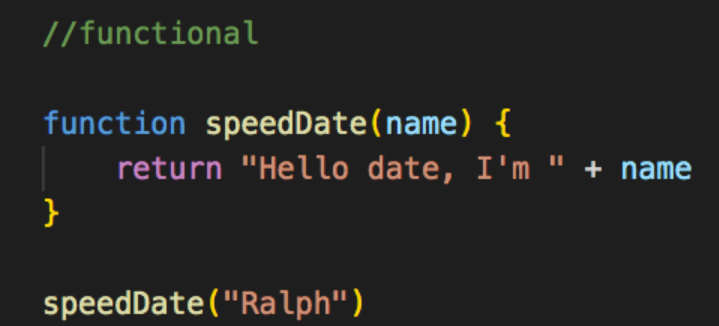 //functional
function speedDate(name) {
    return "Hello date, I'm " + name
}
speedDate("Ralph")